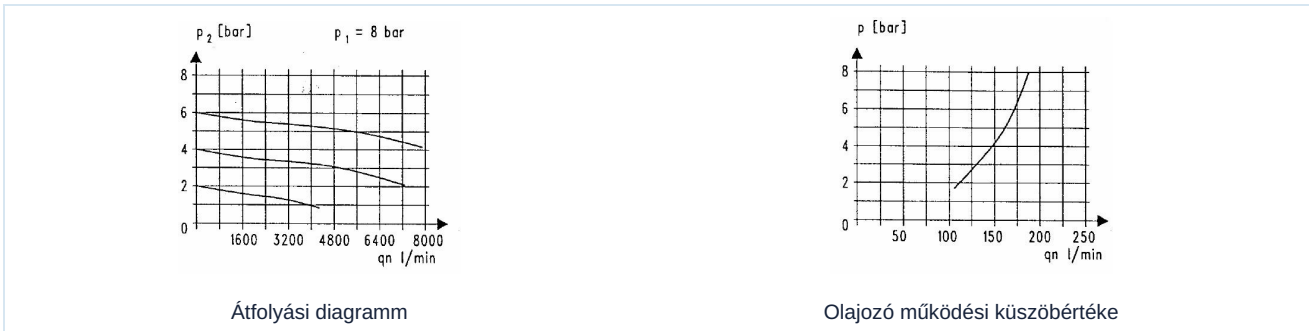 p 2 [bar]
p 1 = 8 bar
8
6
4
2
0
1600 3200 4800 6400 8000
qn l/min
Átfolyási diagramm
p [bar]
8
6
4
2
0
50 100 150 200 250
qn l/min
Olajozó működési küszöbértéke